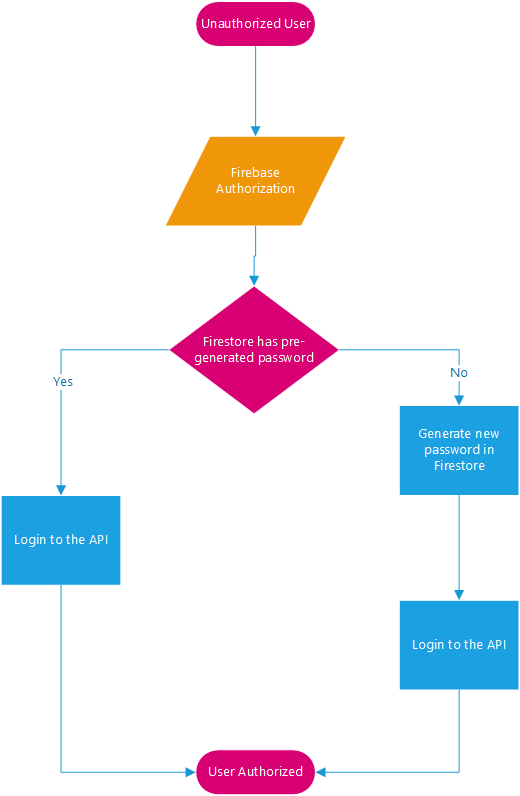 Unauthorized User
Firebase
Authorization
Firestore has pre-
generated password
Yes
No
Generate new
password in
Firestore
Login to the API
Login to the API
User Authorized